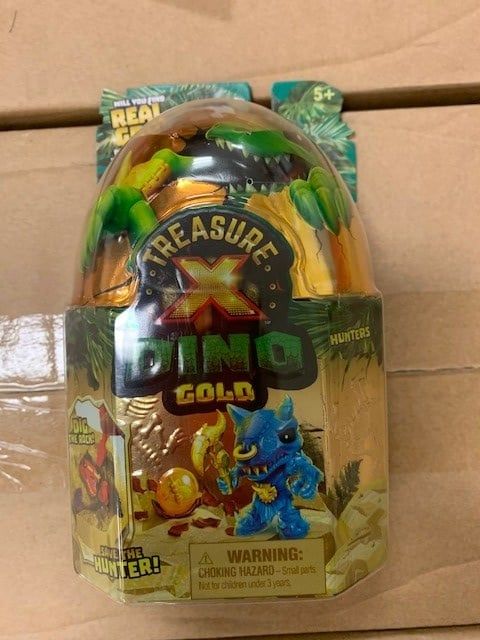 WILL YOU FIND
REAL
5+
TREASURE
X
DINO
GOLD
HUNTERS
DIG
THE ROCK!
SAVE THE
HUNTER!
WARNING:
CHOKING HAZARD – Small parts.
Not for children under 3 years.